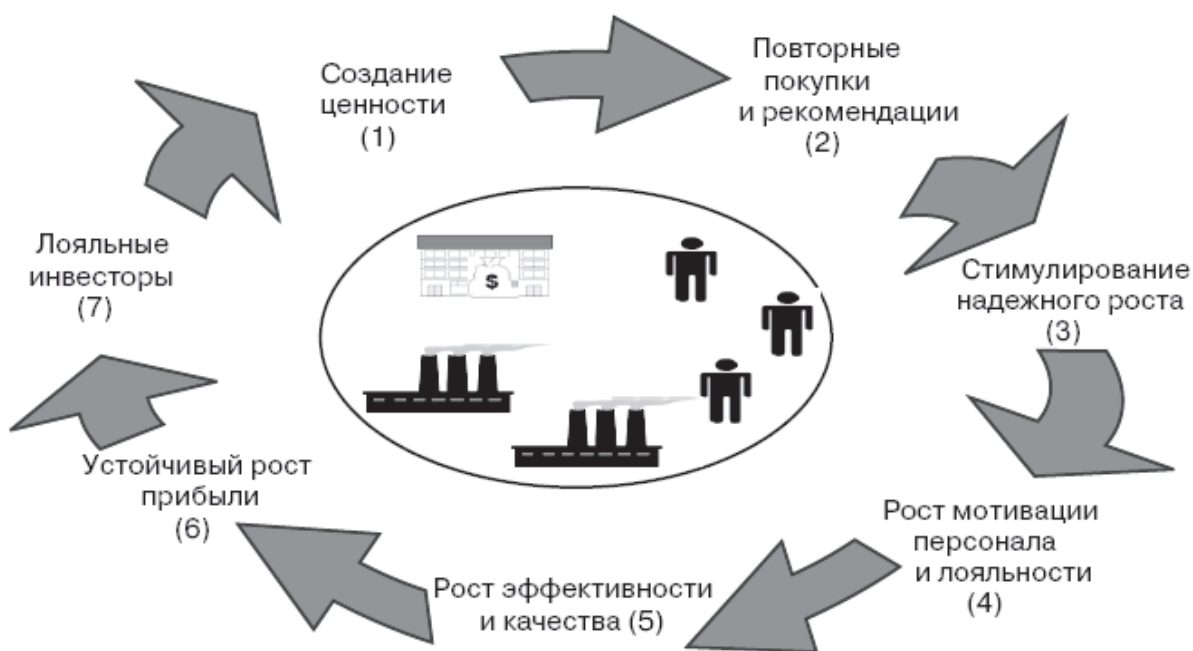 Создание
ценности
(1)
Повторные
покупки
и рекомендации
(2)
Стимулирование
надежного роста
(3)
Рост мотивации
персонала
и лояльности
(4)
Рост эффективности
и качества (5)
Устойчивый рост
прибыли
(6)
Лояльные
инвесторы
(7)
$